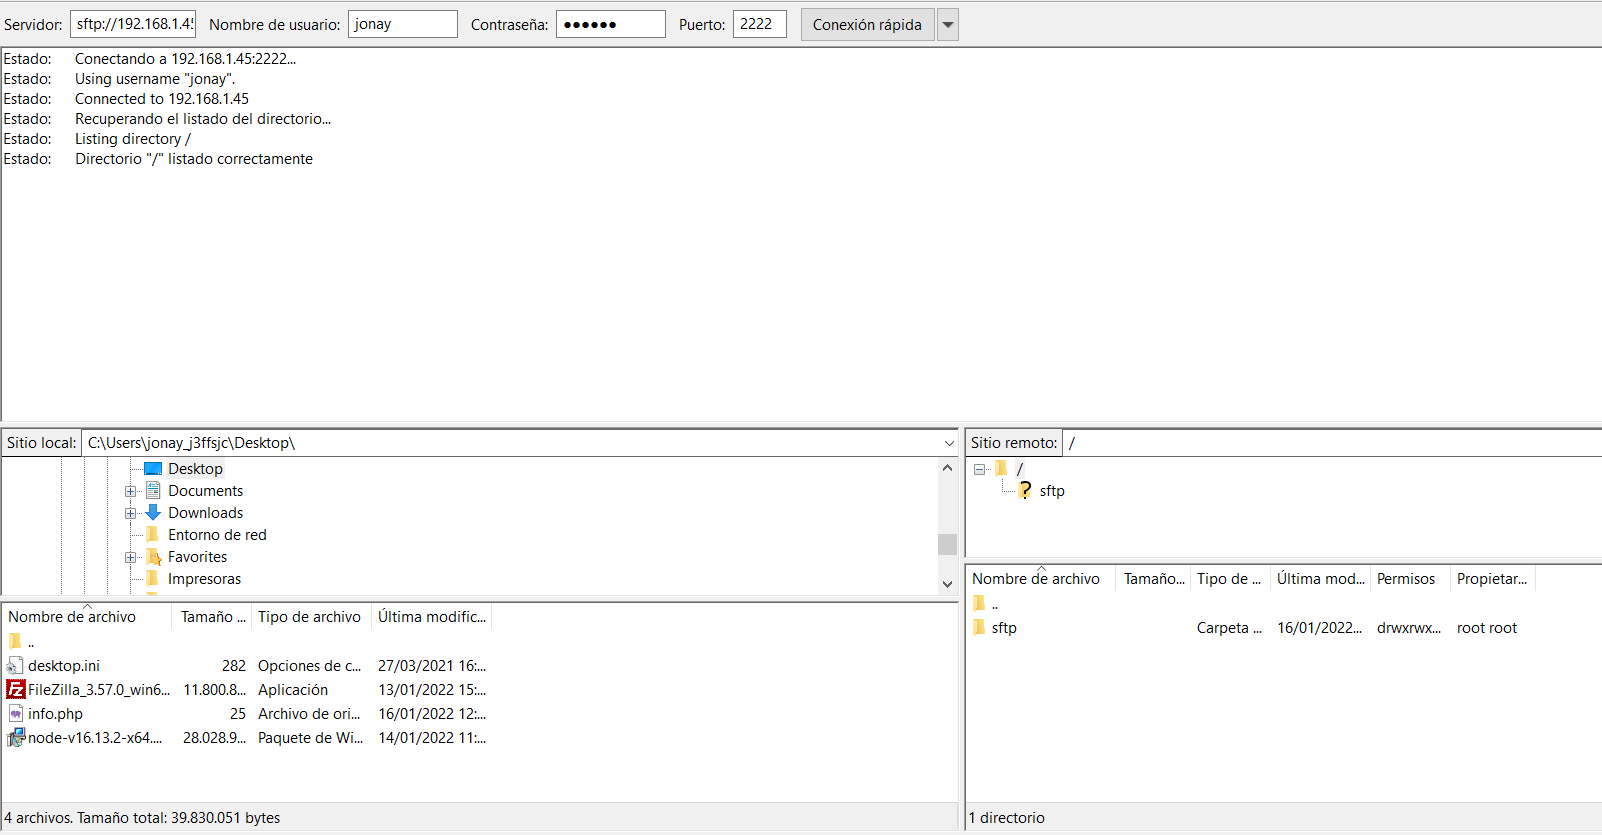 Servidor: sftp://192.168.1.45 Nombre de usuario: jonay Contraseña: ●●●●●● Puerto: 2222 Conexión rápida
Estado: Conectando a 192.168.1.45:2222...
Estado: Using username "jonay".
Estado: Connected to 192.168.1.45
Estado: Recuperando el listado del directorio...
Estado: Listing directory /
Estado: Directorio "/" listado correctamente
Sitio local: C:\Users\jonay_j3ffsjc\Desktop\
Desktop
Documents
Downloads
Entorno de red
Favorites
Impresoras
Nombre de archivo Tamaño ... Tipo de archivo Última modific...
..
desktop.ini 282 Opciones de c... 27/03/2021 16:...
FileZilla_3.57.0_win6... 11.800.8... Aplicación 13/01/2022 15:...
info.php 25 Archivo de ori... 16/01/2022 12:...
node-v16.13.2-x64.... 28.028.9... Paquete de Wi... 14/01/2022 11:...
4 archivos. Tamaño total: 39.830.051 bytes
Sitio remoto: /
/
sftp
Nombre de archivo Tamaño... Tipo de ... Última mod... Permisos Propietar...
..
sftp Carpeta ... 16/01/2022... drwxrwx... root root
1 directorio